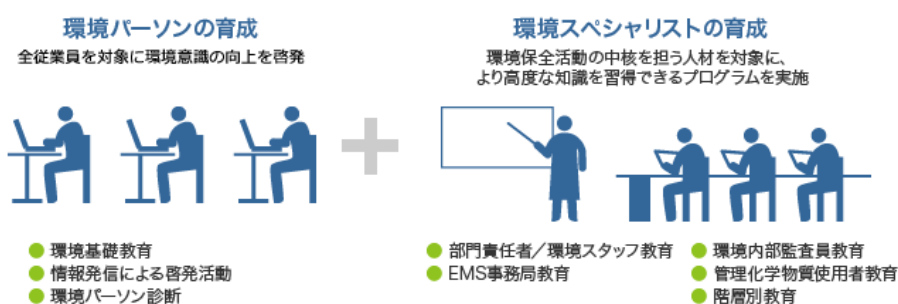 環境パーソンの育成
全従業員を対象に環境意識の向上を啓発
環境基礎教育
情報発信による啓発活動
環境パーソン診断
環境スペシャリストの育成
環境保全活動の中核を担う人材を対象に、
より高度な知識を習得できるプログラムを実施
部門責任者／環境スタッフ教育
EMS事務局教育
環境内部監査員教育
管理化学物質使用者教育
階層別教育